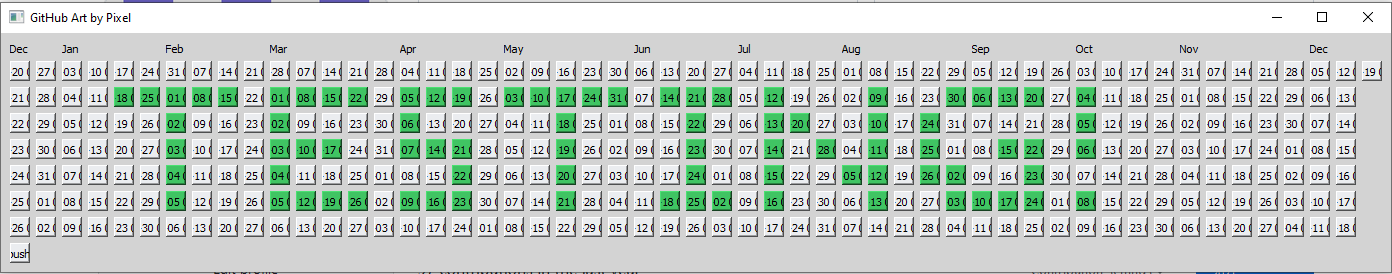 GitHub Art by Pixel
Dec Jan Feb Mar Apr May Jun Jul Aug Sep Oct Nov Dec
20 27 03 10 17 24 31 07 14 21 28 07 14 21 28 04 11 18 25 02 09 16 23 30 06 13 20 27 04 11 18 25 01 08 15 22 29 05 12 19 26 03 10 17 24 31 07 14 21 28 05 12 19
21 28 04 11 18 25 01 08 15 22 01 08 15 22 29 05 12 19 26 03 10 17 24 31 07 14 21 28 05 12 19 26 02 09 16 23 30 06 13 20 27 04 11 18 25 01 08 15 22 29 06 13
22 29 05 12 19 26 02 09 16 23 02 09 16 23 30 06 13 20 27 04 11 18 25 01 08 15 22 29 06 13 20 27 03 10 17 24 31 07 14 21 28 05 12 19 26 02 09 16 23 30 07 14
23 30 06 13 20 27 03 10 17 24 03 10 17 24 31 07 14 21 28 05 12 19 26 02 09 16 23 30 07 14 21 28 04 11 18 25 01 08 15 22 29 06 13 20 27 03 10 17 24 01 08 15
24 31 07 14 21 28 04 11 18 25 04 11 18 25 01 08 15 22 29 06 13 20 27 03 10 17 24 01 08 15 22 29 05 12 19 26 02 09 16 23 30 07 14 21 28 04 11 18 25 02 09 16
25 01 08 15 22 29 05 12 19 26 05 12 19 26 02 09 16 23 30 07 14 21 28 04 11 18 25 02 09 16 23 30 06 13 20 27 03 10 17 24 01 08 15 22 29 05 12 19 26 03 10 17
26 02 09 16 23 30 06 13 20 27 06 13 20 27 03 10 17 24 01 08 15 22 29 05 12 19 26 03 10 17 24 31 07 14 21 28 04 11 18 25 02 09 16 23 30 06 13 20 27 04 11 18
push